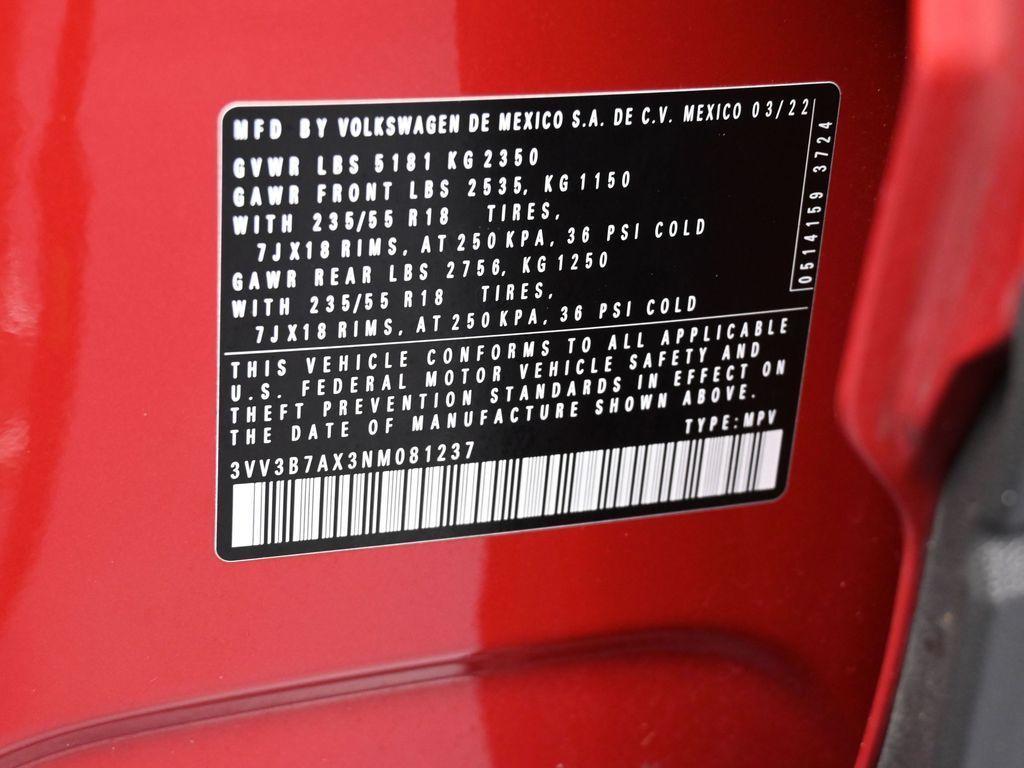 MFD BY VOLKSWAGEN DE MEXICO S.A. DE C.V. MEXICO 03/22
GVWR LBS 5181 KG 2350
GAWR FRONT LBS 2535, KG 1150
WITH 235/55 R18 TIRES,
7JX18 RIMS, AT 250 KPA, 36 PSI COLD
GAWR REAR LBS 2756, KG 1250
WITH 235/55 R18 TIRES,
7JX18 RIMS, AT 250 KPA, 36 PSI COLD
0514159 3724
THIS VEHICLE CONFORMS TO ALL APPLICABLE
U.S. FEDERAL MOTOR VEHICLE SAFETY AND
THEFT PREVENTION STANDARDS IN EFFECT ON
THE DATE OF MANUFACTURE SHOWN ABOVE.
TYPE:MPV
3VV3B7AX3NM081237